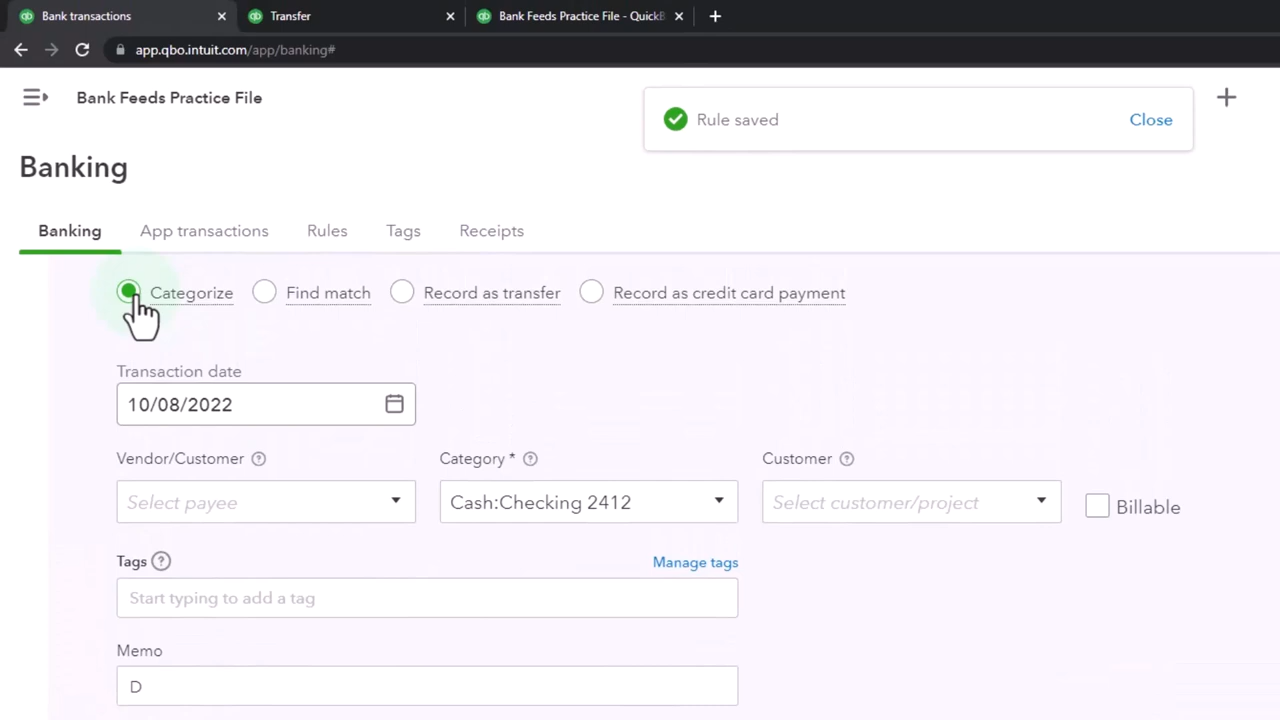 Bank transactions
Transfer
Bank Feeds Practice File - QuickB
app.qbo.intuit.com/app/banking#
Bank Feeds Practice File
Rule saved
Close
Banking
Banking
App transactions
Rules
Tags
Receipts
Categorize
Find match
Record as transfer
Record as credit card payment
Transaction date
10/08/2022
Vendor/Customer
Category *
Customer
Select payee
Cash:Checking 2412
Select customer/project
Billable
Tags
Manage tags
Start typing to add a tag
Memo
D